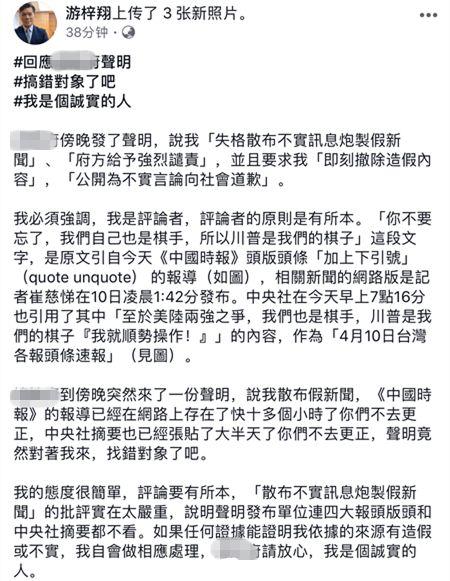 游梓翔上传了 3 张新照片。
38分钟 ·
#回應 聲明
#搞錯對象了吧
#我是個誠實的人
傍晚發了聲明，說我「失格散布不實訊息炮製假新
聞」、「府方給予強烈譴責」，並且要求我「即刻撤除造假內
容」，「公開為不實言論向社會道歉」。
我必須強調，我是評論者，評論者的原則是有所本。「你不要
忘了，我們自己也是棋手，所以川普是我們的棋子」這段文
字，是原文引自今天《中國時報》頭版頭條「加上下引號」
（quote unquote）的報導（如圖），相關新聞的網路版是記
者崔慈悌在10日凌晨1:42分發布。中央社在今天早上7點16分
也引用了其中「至於美陸兩強之爭，我們也是棋手，川普是我
們的棋子『我就順勢操作！』」的內容，作為「4月10日台灣
各報頭條速報」（見圖）。
到傍晚突然來了一份聲明，說我散布假新聞，《中國時
報》的報導已經在網路上存在了快十多個小時了你們不去更
正，中央社摘要也已經張貼了大半天了你們不去更正，聲明竟
然對著我來，找錯對象了吧。
我的態度很簡單，評論要有所本，「散布不實訊息炮製假新
聞」的批評實在太嚴重，說明聲明發布單位連四大報頭版頭和
中央社摘要都不看。如果任何證據能證明我依據的來源有造假
或不實，我自會做相應處理， 府請放心，我是個誠實的
人。